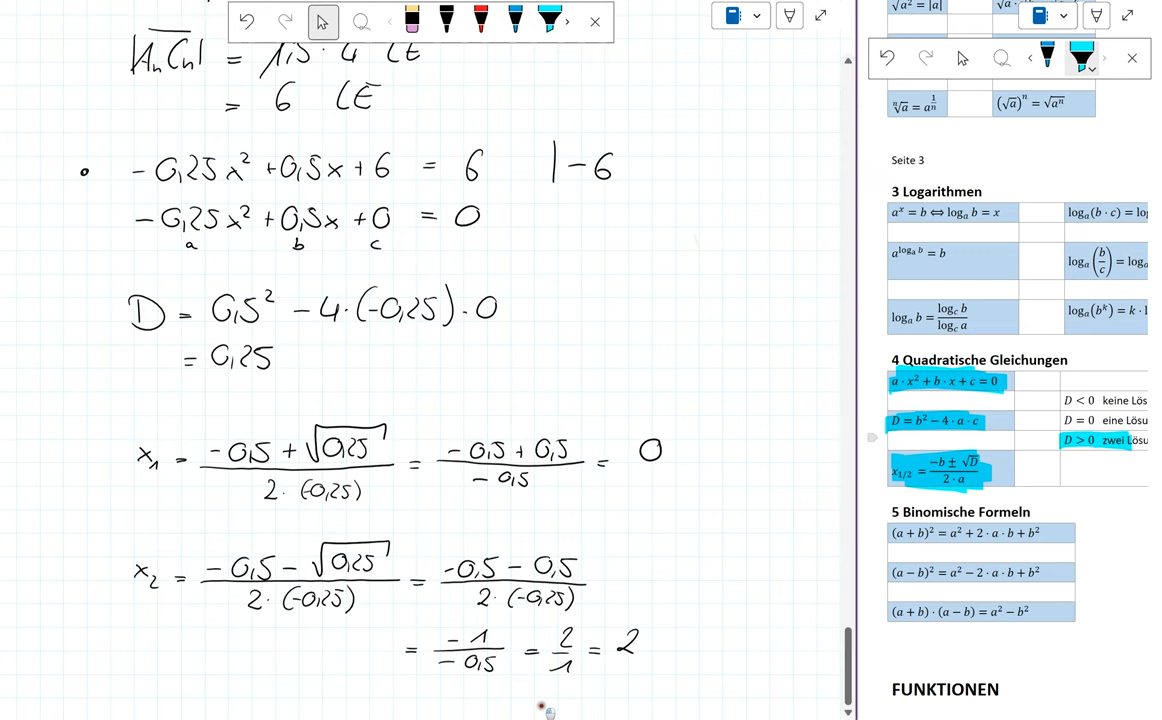 |AnCn| = 1,5 · 4 LE
= 6 LE
-0,25x² +0,5x +6 = 6 |-6
-0,25x² +0,5x +0 = 0
a b c
D = 0,5² - 4·(-0,25)·0
= 0,25
x₁ = (-0,5 + √0,25)/(2·(-0,25)) = (-0,5 + 0,5)/(-0,5) = 0
x₂ = (-0,5 - √0,25)/(2·(-0,25)) = (-0,5 - 0,5)/(2·(-0,25))
= -1/-0,5 = 2/1 = 2
√a² = |a|
ⁿ√a = a^(1/n) (√a)ⁿ = √aⁿ
Seite 3
3 Logarithmen
aˣ = b ⇔ logₐ b = x logₐ(b · c) =
a^(logₐ b) = b logₐ(b/c) = logₐ
logₐ b = log_c b / log_c a logₐ(bᵏ) = k ·
4 Quadratische Gleichungen
a · x² + b · x + c = 0
D < 0 keine
D = b² − 4 · a · c D = 0 eine
D > 0 zwei
x₁/₂ = (−b ± √D)/(2 · a)
5 Binomische Formeln
(a + b)² = a² + 2 · a · b + b²
(a − b)² = a² − 2 · a · b + b²
(a + b) · (a − b) = a² − b²
FUNKTIONEN